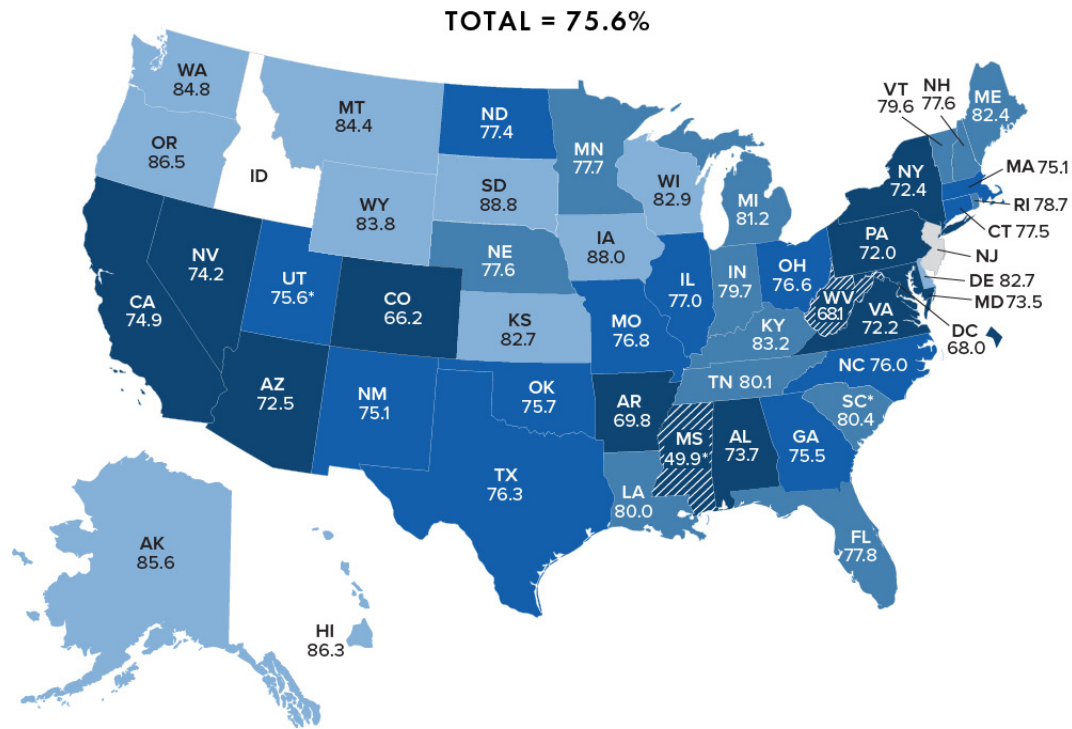 TOTAL = 75.6%
WA
84.8
MT
84.4
ND
77.4
MN
77.7
VT
79.6
NH
77.6
ME
82.4
OR
86.5
ID
SD
88.8
WI
82.9
MI
81.2
NY
72.4
MA 75.1
RI 78.7
CT 77.5
WY
83.8
IA
88.0
PA
72.0
NJ
NE
77.6
NV
74.2
UT
75.6*
IL
77.0
IN
79.7
OH
76.6
DE 82.7
MD 73.5
CA
74.9
CO
66.2
KS
82.7
MO
76.8
WV
68.1
VA
72.2
DC
68.0
KY
83.2
NC 76.0
TN 80.1
AZ
72.5
NM
75.1
OK
75.7
AR
69.8
SC*
80.4
MS
49.9*
AL
73.7
GA
75.5
TX
76.3
LA
80.0
FL
77.8
AK
85.6
HI
86.3